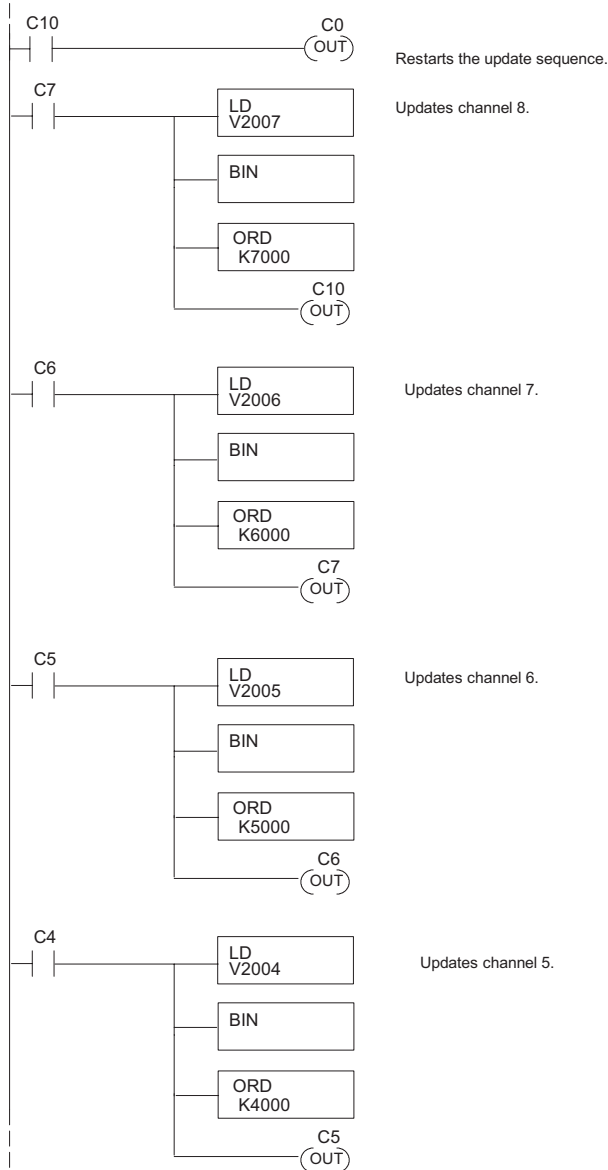 C10
C0
OUT
Restarts the update sequence.
C7
LD
V2007
Updates channel 8.
BIN
ORD
K7000
C10
OUT
C6
LD
V2006
Updates channel 7.
BIN
ORD
K6000
C7
OUT
C5
LD
V2005
Updates channel 6.
BIN
ORD
K5000
C6
OUT
C4
LD
V2004
Updates channel 5.
BIN
ORD
K4000
C5
OUT